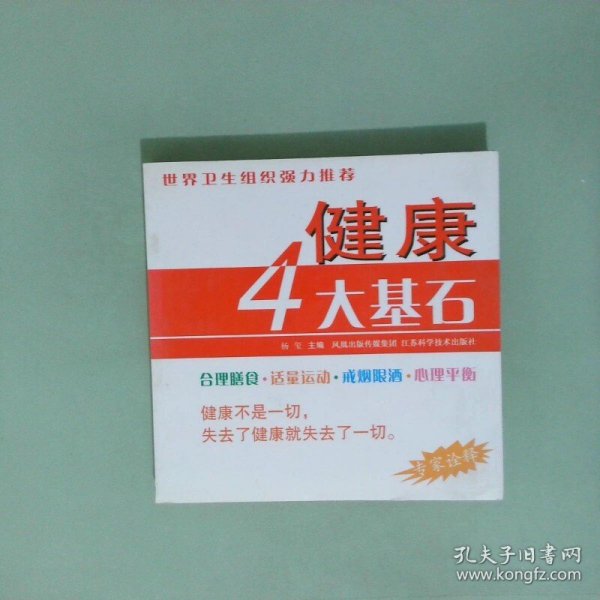 世界卫生组织强力推荐
健康
4大基石
杨玺 主编 凤凰出版传媒集团 江苏科学技术出版社
合理膳食·适量运动·戒烟限酒·心理平衡
健康不是一切，
失去了健康就失去了一切。
专家诠释
孔夫子旧书网
www.kongfz.com